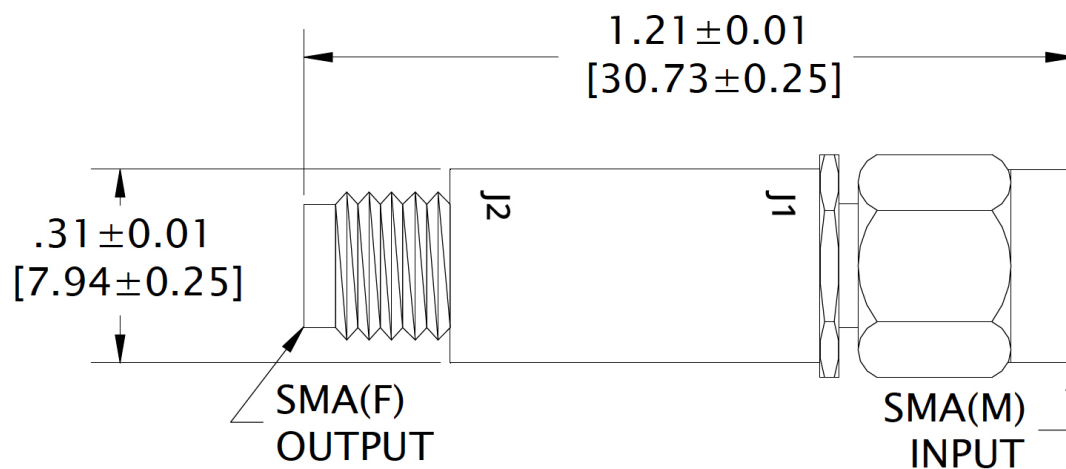 1.21±0.01
[30.73±0.25]
.31±0.01
[7.94±0.25]
J2
J1
SMA(F)
OUTPUT
SMA(M)
INPUT